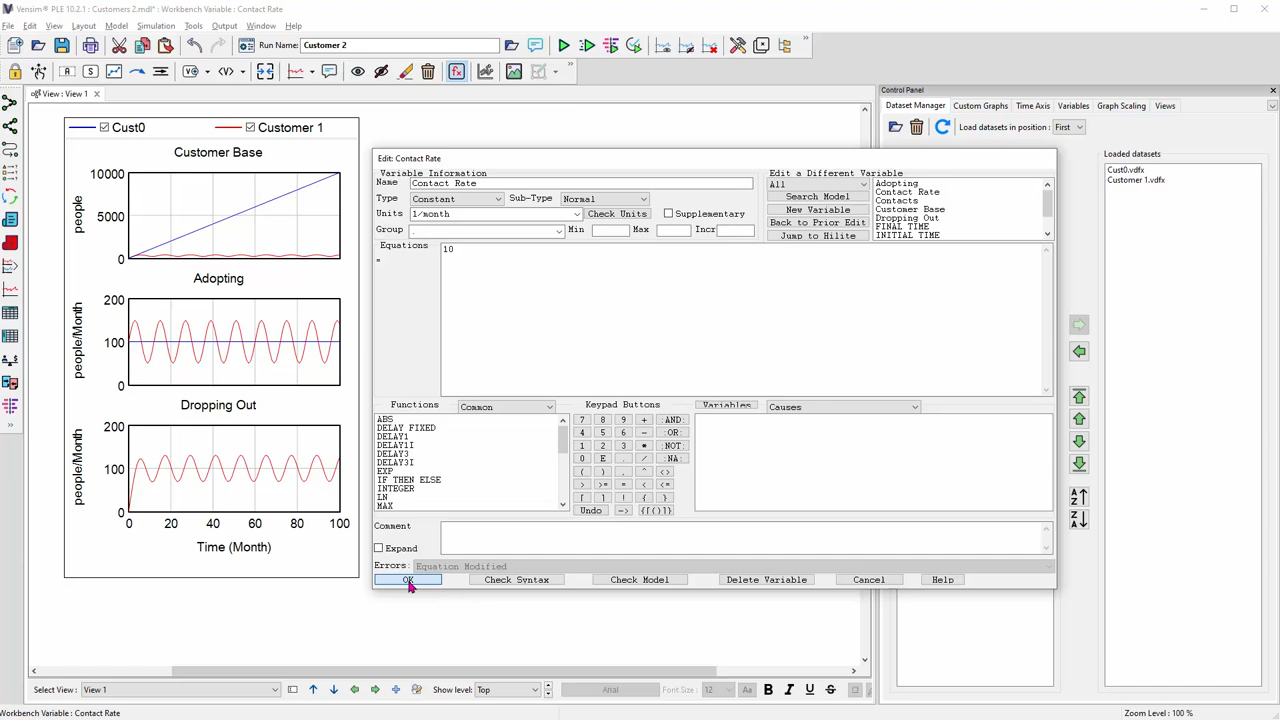 Vensim® PLE 10.2.1 : Customers 2.mdl* : Workbench Variable : Contact Rate
File Edit View Layout Model Simulation Tools Output Window Help
Run Name: Customer 2
View : View 1
Control Panel
Dataset Manager Custom Graphs Time Axis Variables Graph Scaling Views
Load datasets in position : First
Loaded datasets
Cust0.vdfx
Customer 1.vdfx
Cust0 Customer 1
Customer Base
10000
5000
0
people
Adopting
200
100
0
people/Month
Dropping Out
200
100
0
people/Month
0 20 40 60 80 100
Time (Month)
Edit: Contact Rate
Variable Information
Name Contact Rate
Type Constant Sub-Type Normal
Units 1/month Check Units Supplementary
Group . Min Max Incr
Edit a Different Variable
All
Search Model
New Variable
Back to Prior Edit
Jump to Hilite
Adopting
Contact Rate
Contacts
Customer Base
Dropping Out
FINAL TIME
INITIAL TIME
Equations 10
=
Functions Common
ABS
DELAY FIXED
DELAY1
DELAY1I
DELAY3
DELAY3I
EXP
IF THEN ELSE
INTEGER
LN
MAX
Keypad Buttons
7 8 9 + :AND:
4 5 6 - :OR:
1 2 3 * :NOT:
0 E . / :NA:
( ) , ^ <>
> >= = < <=
[ ] ! { }
Undo -> {[()]}
Variables Causes
Comment
Expand
Errors: Equation Modified
OK Check Syntax Check Model Delete Variable Cancel Help
Select View : View 1 Show level: Top Arial Font Size : 12 Aa B I U S
Workbench Variable : Contact Rate Zoom Level : 100 %